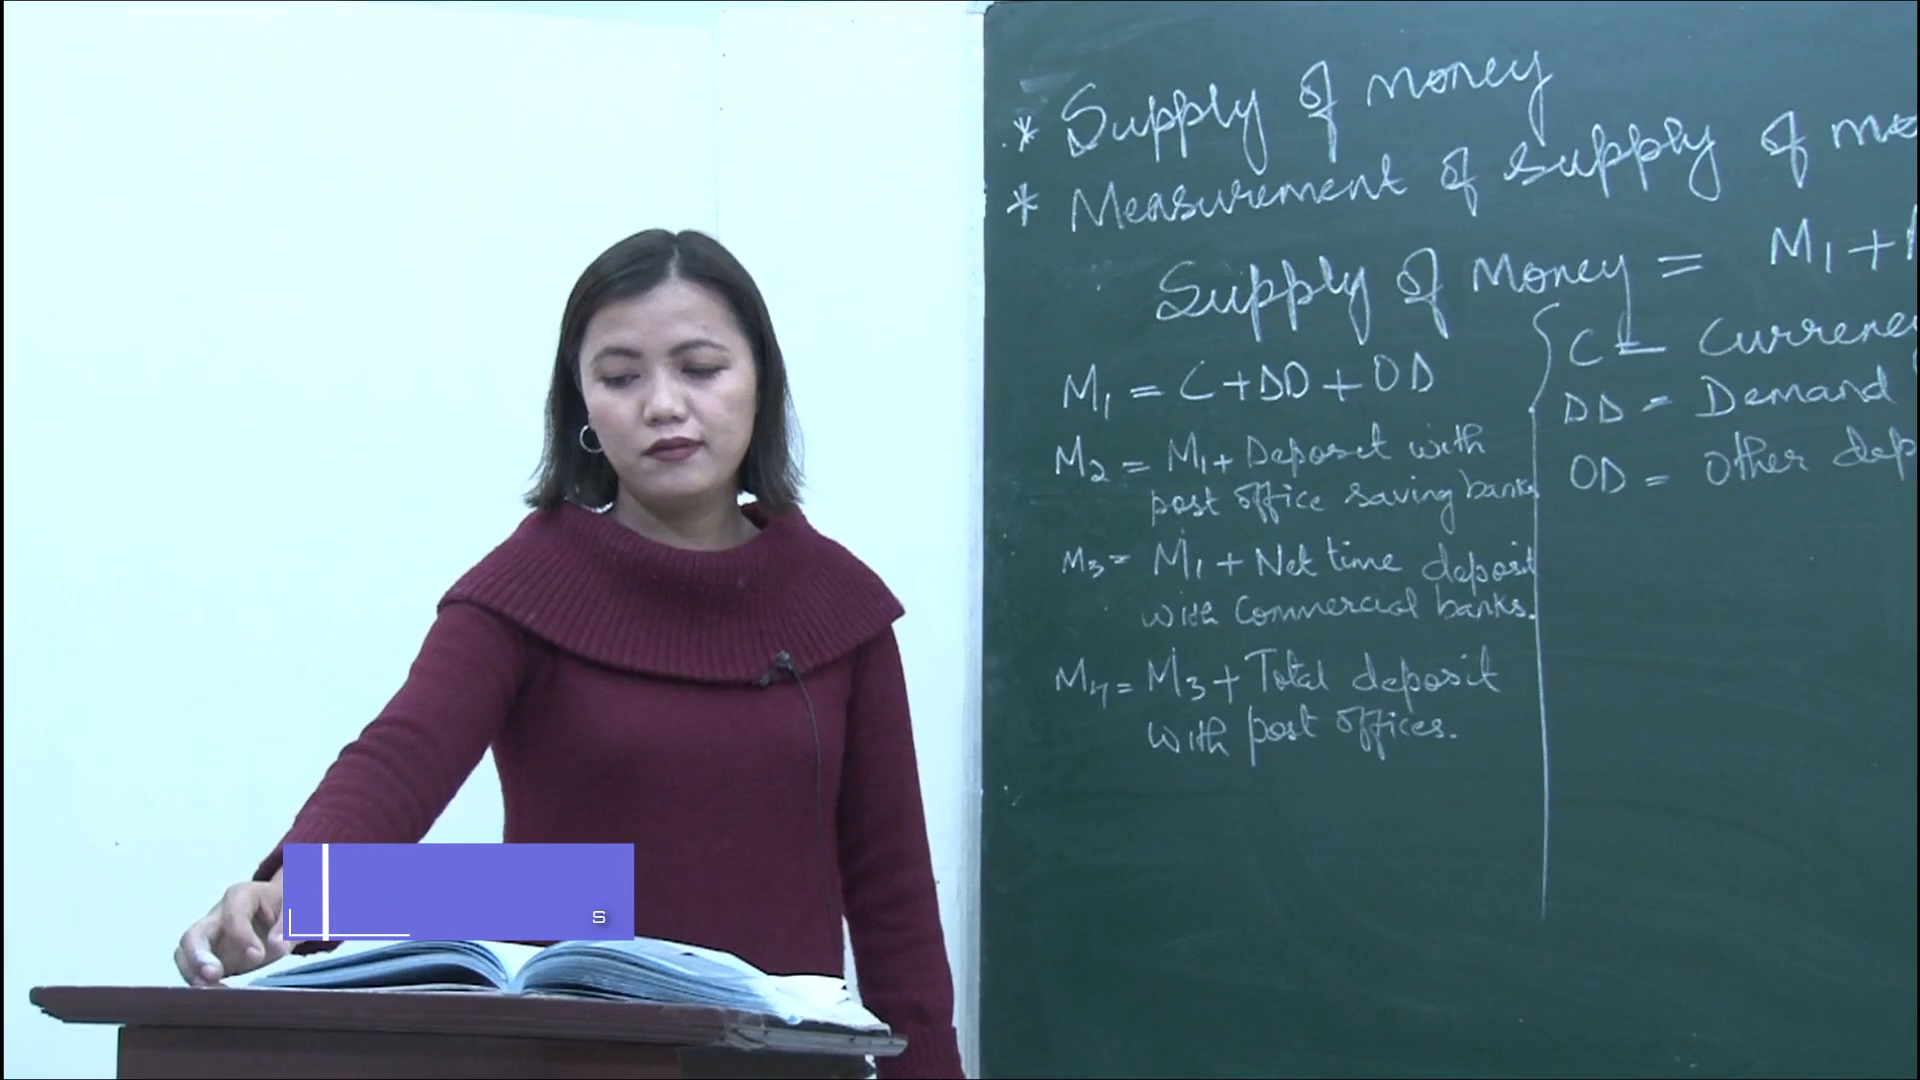 * Supply of money
* Measurement of supply of mo
Supply of Money = M1 +
M1 = C + DD + OD
M2 = M1 + Deposit with
post office saving banks
M3 = M1 + Net time deposit
with Commercial banks.
M4 = M3 + Total deposit
with post offices.
C = Currency
DD = Demand
OD = Other dep
S